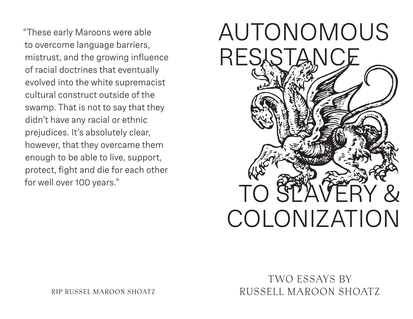 “These early Maroons were able
to overcome language barriers,
mistrust, and the growing influence
of racial doctrines that eventually
evolved into the white supremacist
cultural construct outside of the
swamp. That is not to say that they
didn’t have any racial or ethnic
prejudices. It’s absolutely clear,
however, that they overcame them
enough to be able to live, support,
protect, fight and die for each other
for well over 100 years.”
RIP RUSSEL MAROON SHOATZ
AUTONOMOUS
RESISTANCE
TO SLAVERY &
COLONIZATION
TWO ESSAYS BY
RUSSELL MAROON SHOATZ